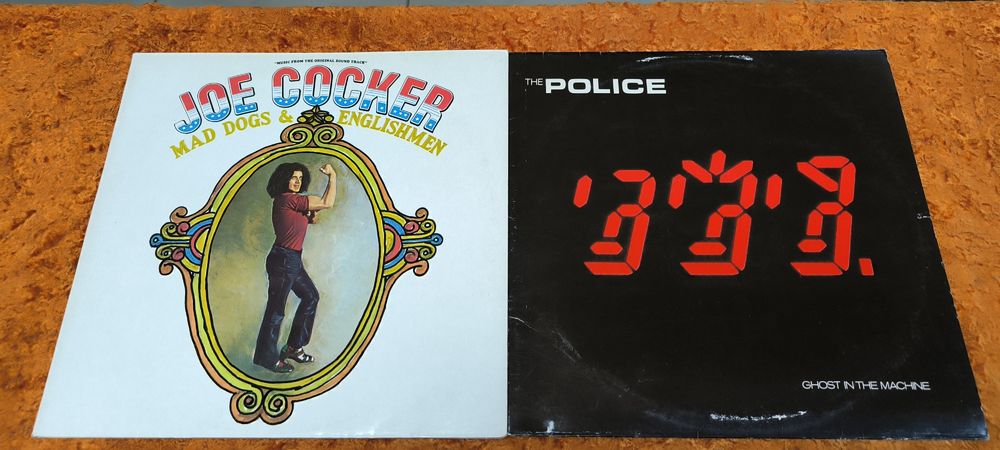 "MUSIC FROM THE ORIGINAL SOUND TRACK"
JOE COCKER
MAD DOGS & ENGLISHMEN
THE POLICE
GHOST IN THE MACHINE